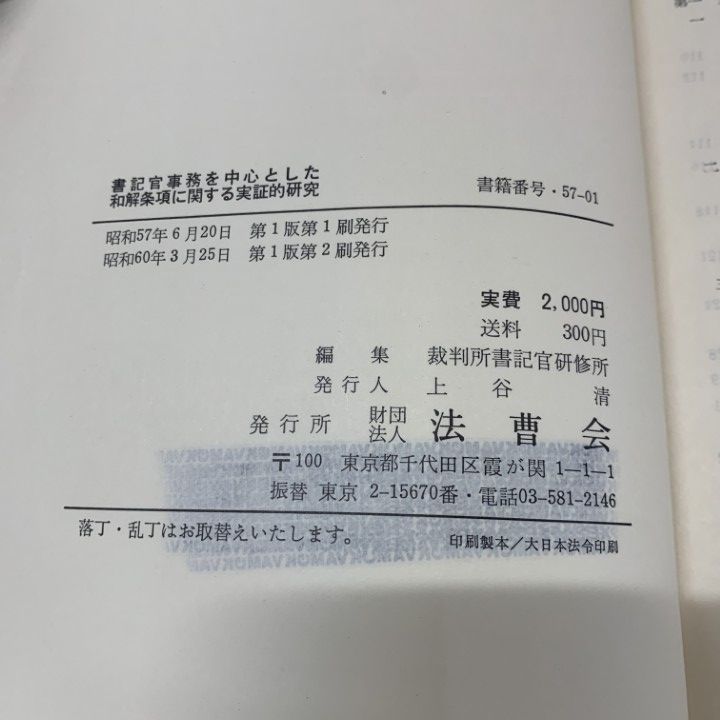 書記官事務を中心とした
和解条項に関する実証的研究
書籍番号・57-01
昭和57年6月20日 第1版第1刷発行
昭和60年3月25日 第1版第2刷発行
実費 2,000円
送料 300円
編集 裁判所書記官研修所
発行人 上谷清
発行所 財団法人 法曹会
〒100 東京都千代田区霞が関1-1-1
振替 東京 2-15670番・電話03-581-2146
落丁・乱丁はお取替えいたします。
印刷製本/大日本法令印刷